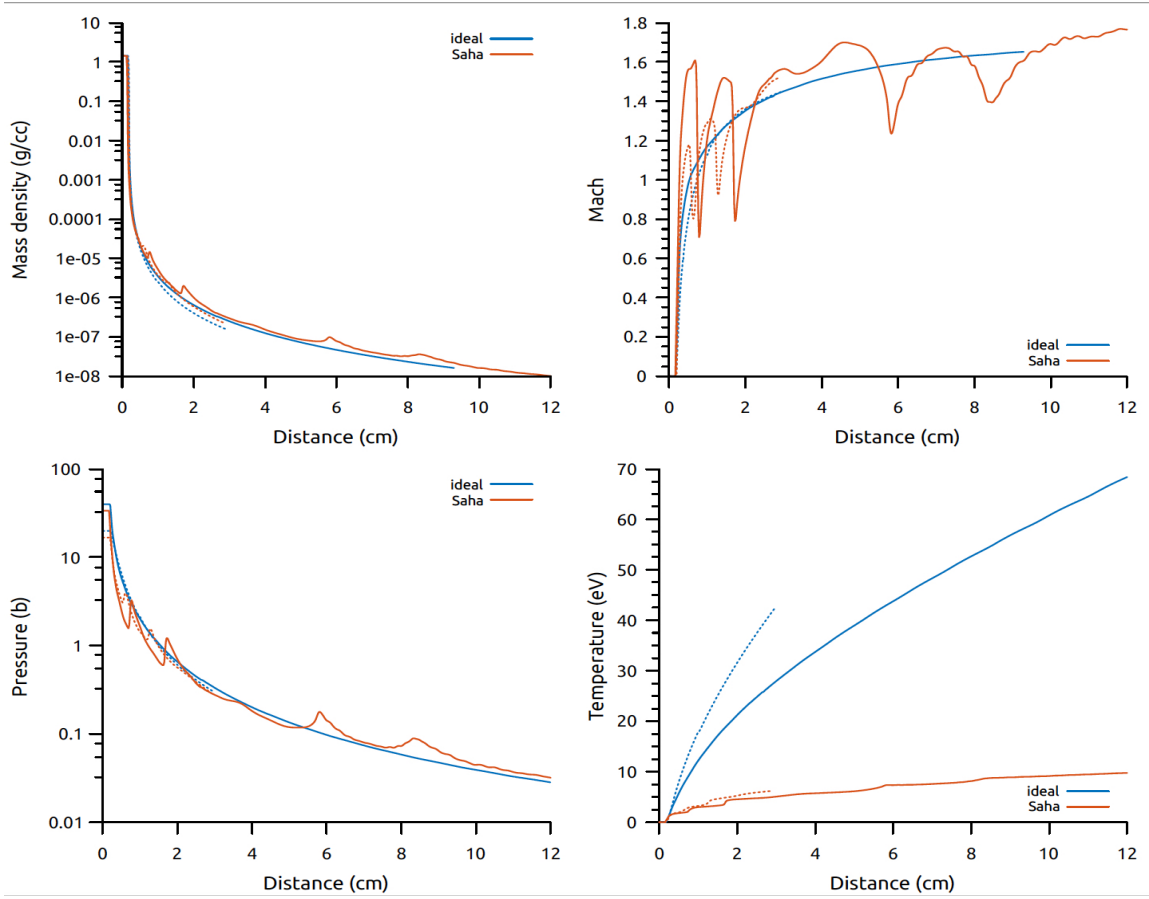 10
1
0.1
0.01
0.001
0.0001
1e-05
1e-06
1e-07
1e-08
Mass density (g/cc)
ideal
Saha
0 2 4 6 8 10 12
Distance (cm)
1.8
1.6
1.4
1.2
1
0.8
0.6
0.4
0.2
0
Mach
ideal
Saha
0 2 4 6 8 10 12
Distance (cm)
100
10
1
0.1
0.01
Pressure (b)
ideal
Saha
0 2 4 6 8 10 12
Distance (cm)
70
60
50
40
30
20
10
0
Temperature (eV)
ideal
Saha
0 2 4 6 8 10 12
Distance (cm)